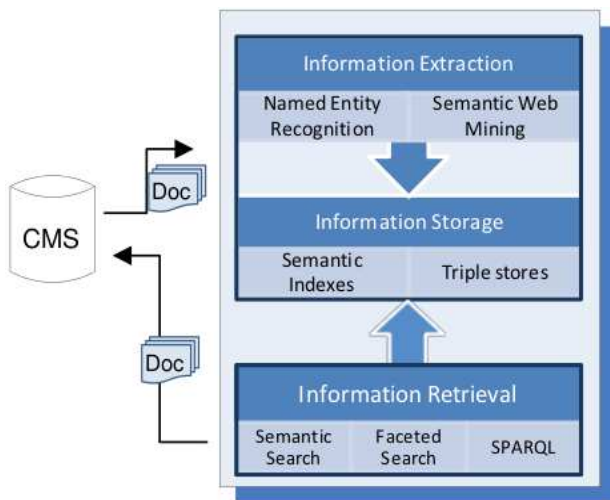 Information Extraction
Named Entity
Recognition
Semantic Web
Mining
Doc
CMS
Information Storage
Semantic
Indexes
Triple stores
Doc
Information Retrieval
Semantic
Search
Faceted
Search
SPARQL